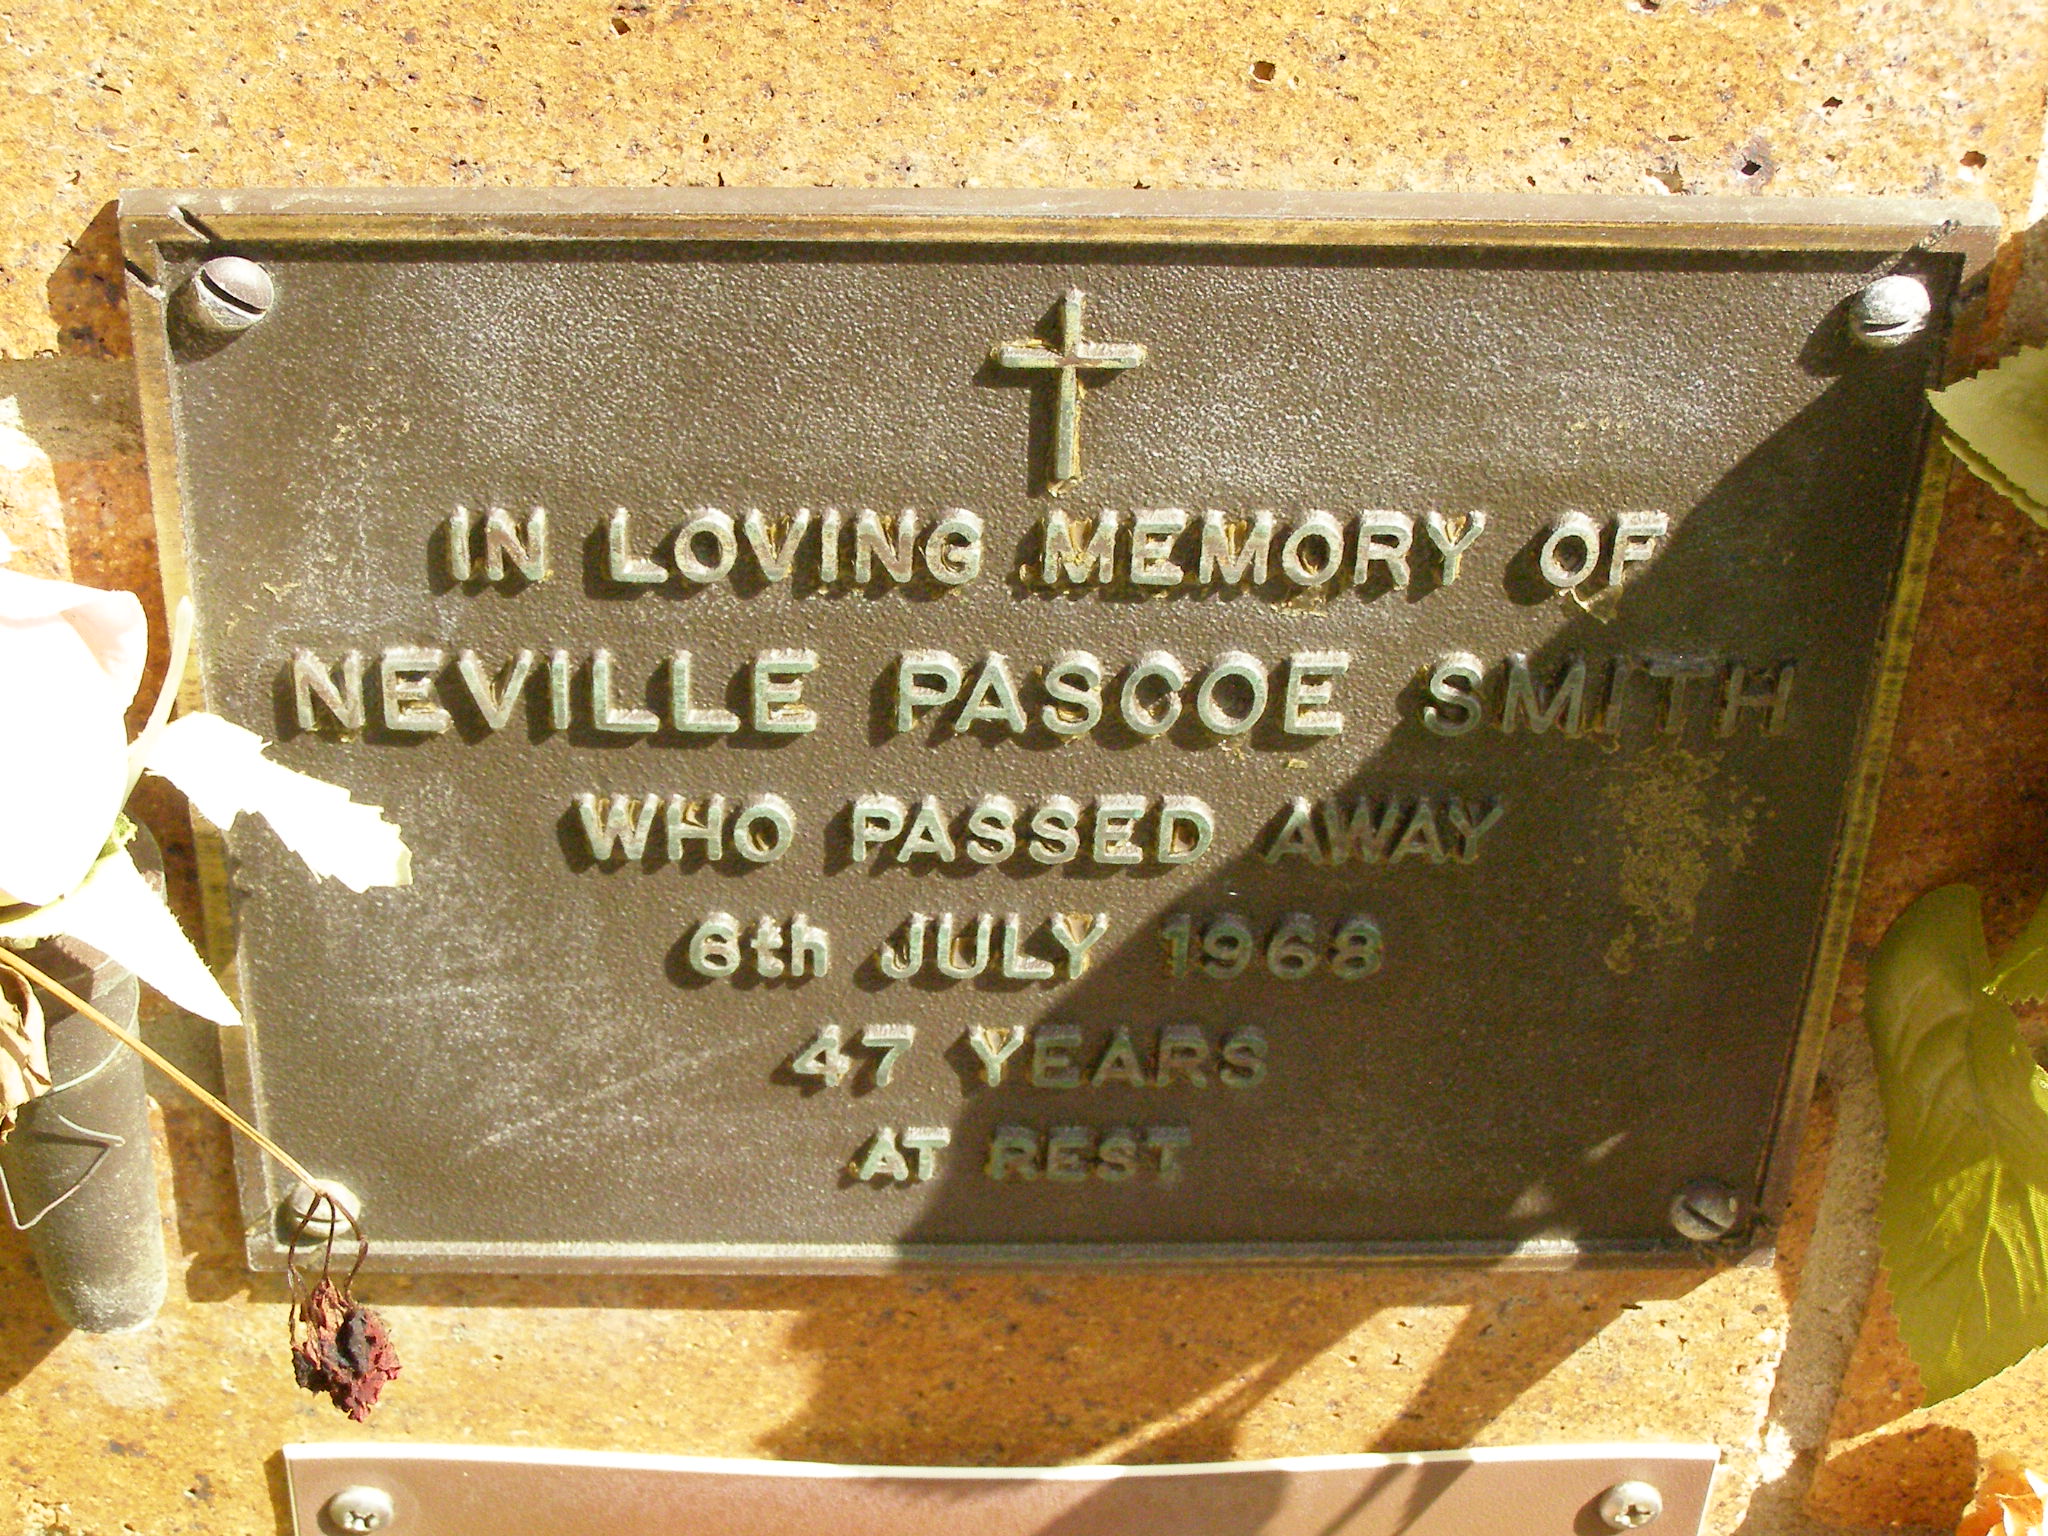 IN LOVING MEMORY OF
NEVILLE PASCOE SMITH
WHO PASSED AWAY
6th JULY 1968
47 YEARS
AT REST